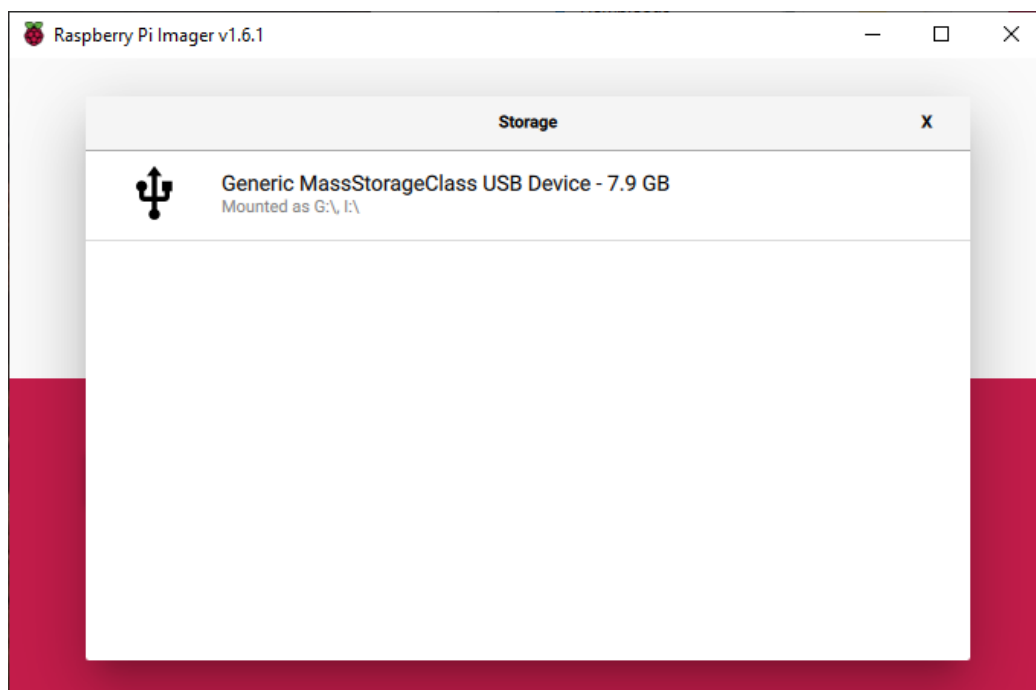 Raspberry Pi Imager v1.6.1
Storage
X
Generic MassStorageClass USB Device - 7.9 GB
Mounted as G:\, I:\